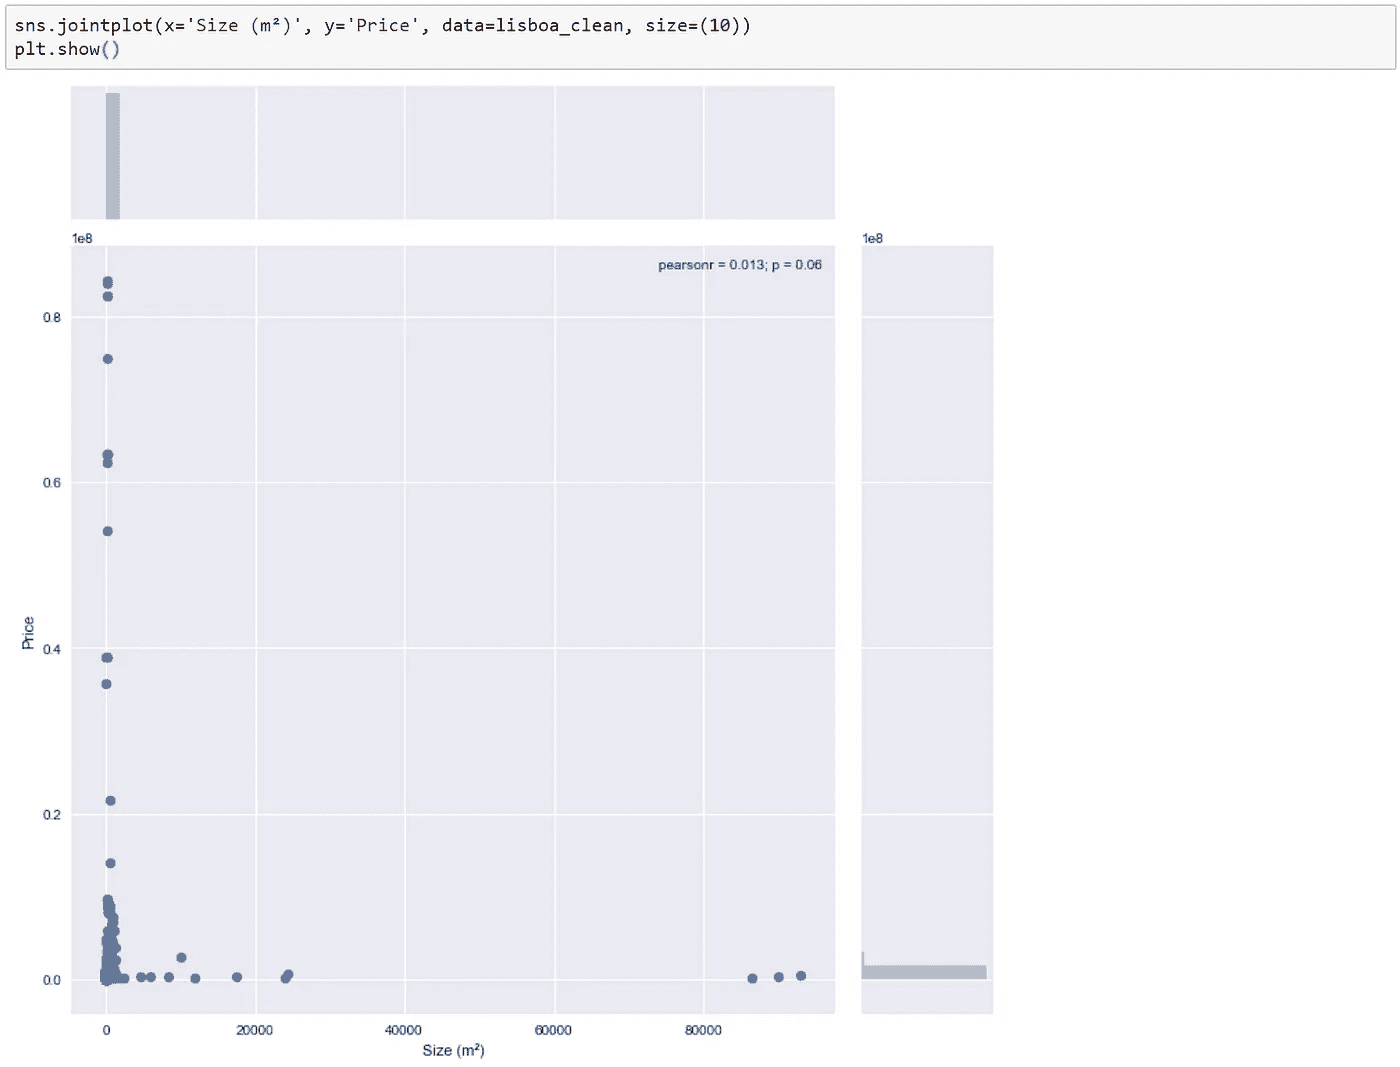 sns.jointplot(x='Size (m²)', y='Price', data=lisboa_clean, size=(10))
plt.show()
1e8
1e8
pearsonr = 0.013; p = 0.06
0.8
0.6
0.4
0.2
0.0
Price
0
20000
40000
60000
80000
Size (m²)